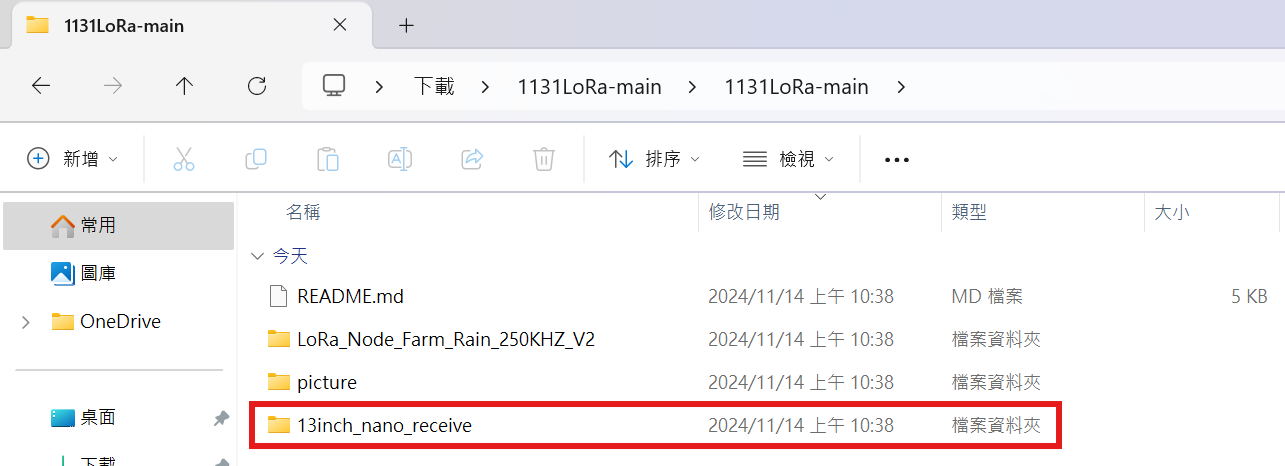 1131LoRa-main
下載 1131LoRa-main 1131LoRa-main
新增 排序 檢視
名稱 修改日期 類型 大小
常用
圖庫
OneDrive
桌面
下載
今天
README.md 2024/11/14 上午 10:38 MD 檔案 5 KB
LoRa_Node_Farm_Rain_250KHZ_V2 2024/11/14 上午 10:38 檔案資料夾
picture 2024/11/14 上午 10:38 檔案資料夾
13inch_nano_receive 2024/11/14 上午 10:38 檔案資料夾